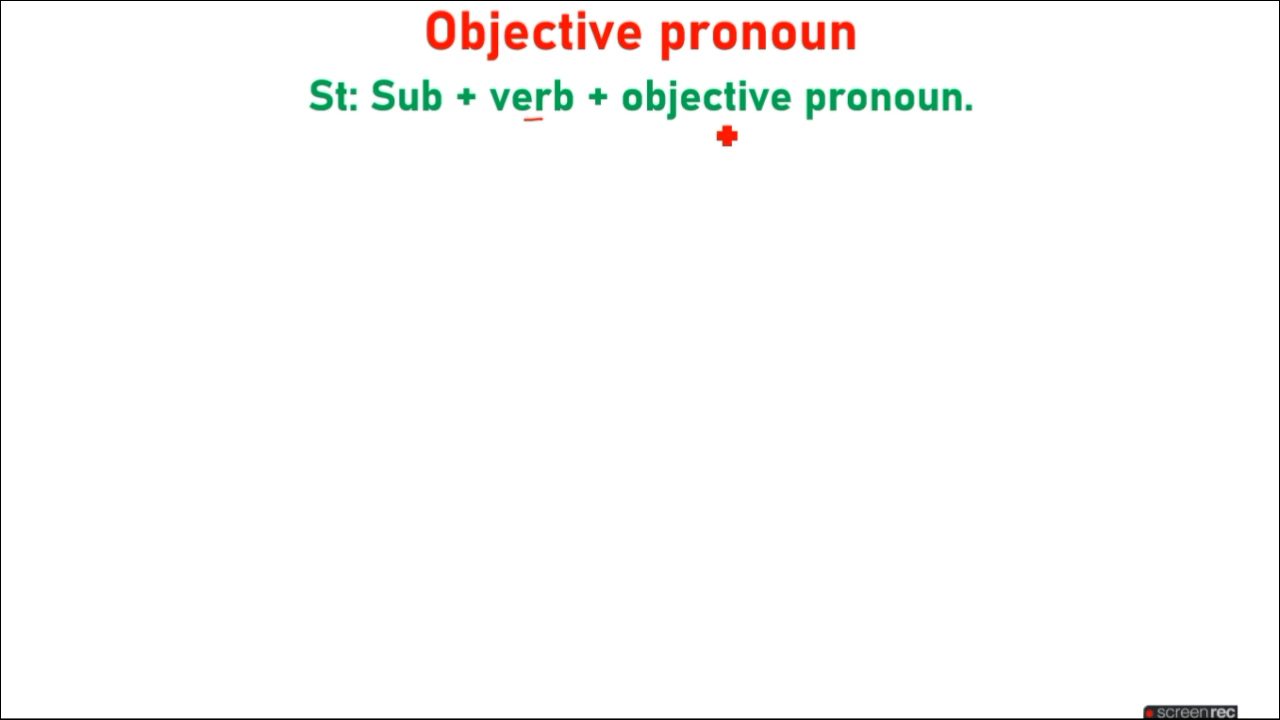 Objective pronoun
St: Sub + verb + objective pronoun.
screenrec